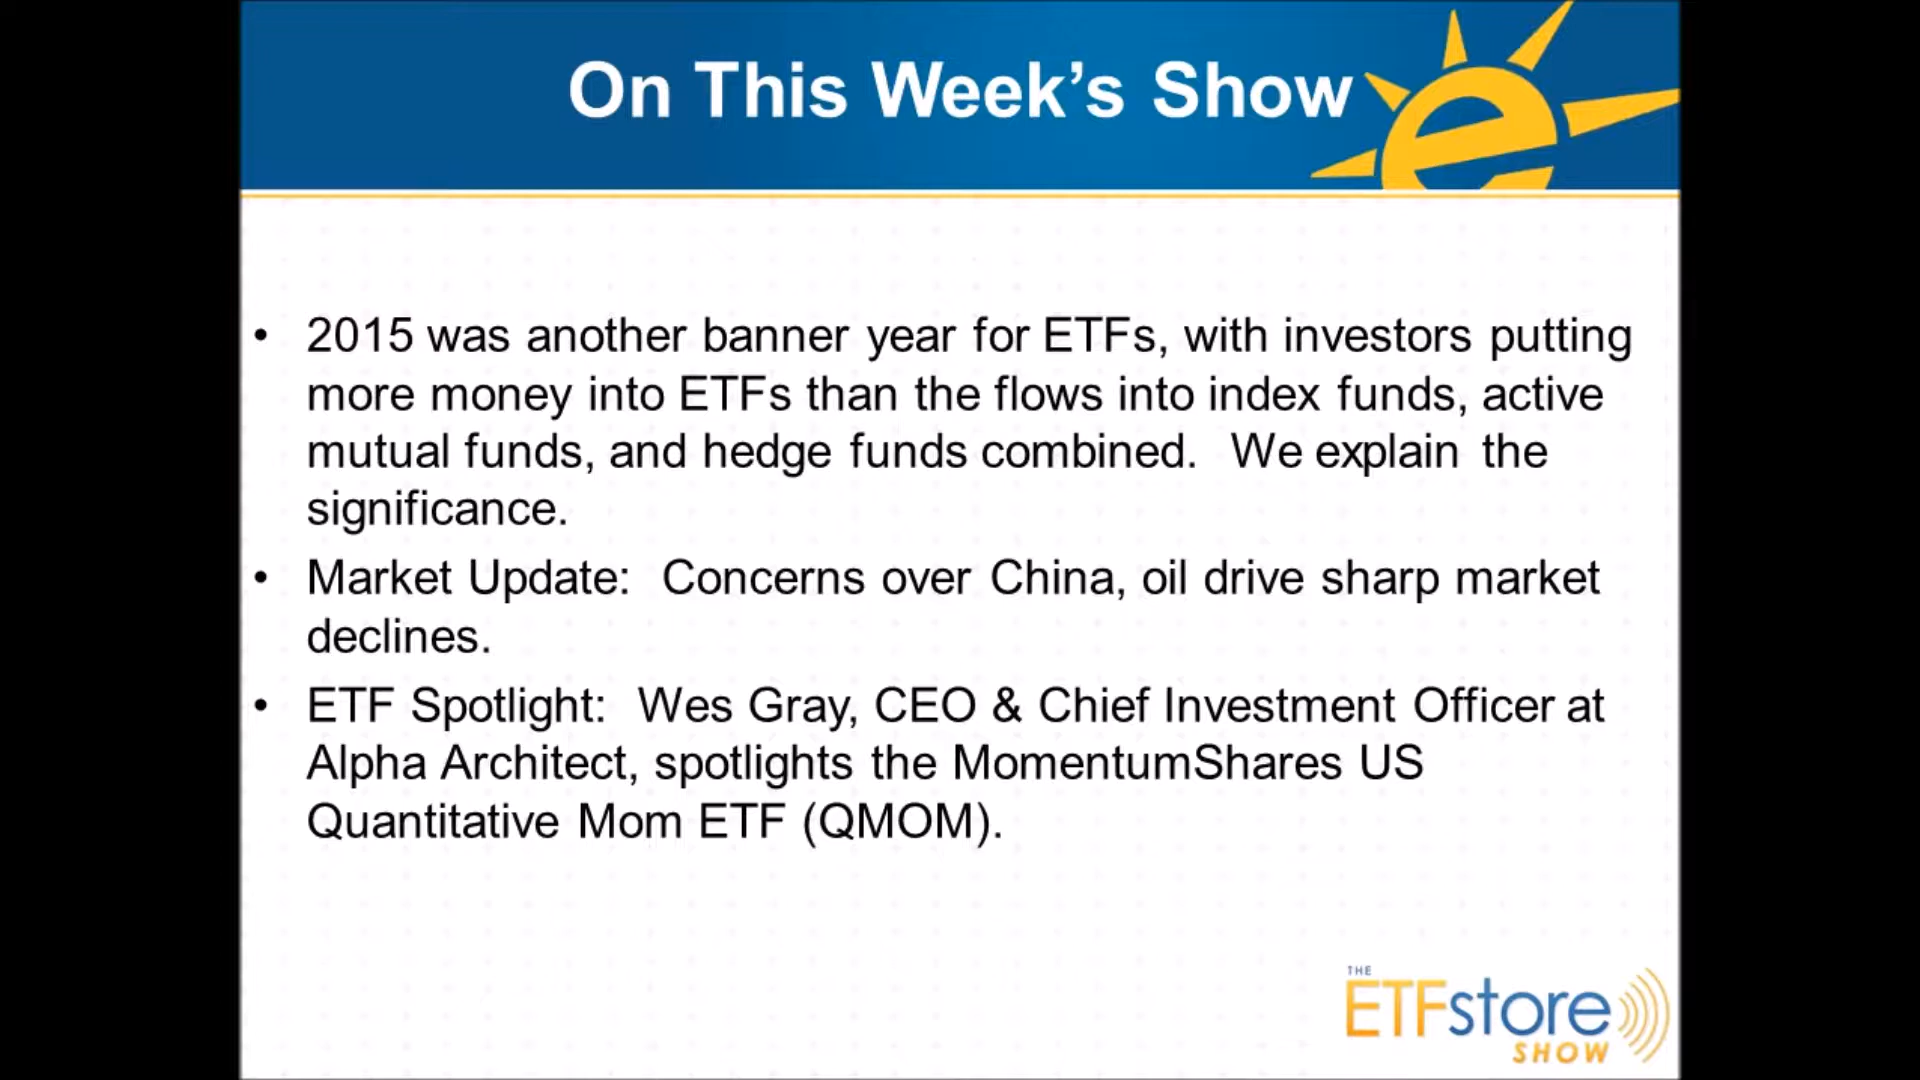 On This Week’s Show
• 2015 was another banner year for ETFs, with investors putting
more money into ETFs than the flows into index funds, active
mutual funds, and hedge funds combined.  We explain the
significance.
• Market Update:  Concerns over China, oil drive sharp market
declines.
• ETF Spotlight:  Wes Gray, CEO & Chief Investment Officer at
Alpha Architect, spotlights the MomentumShares US
Quantitative Mom ETF (QMOM).
THE
ETFstore
SHOW